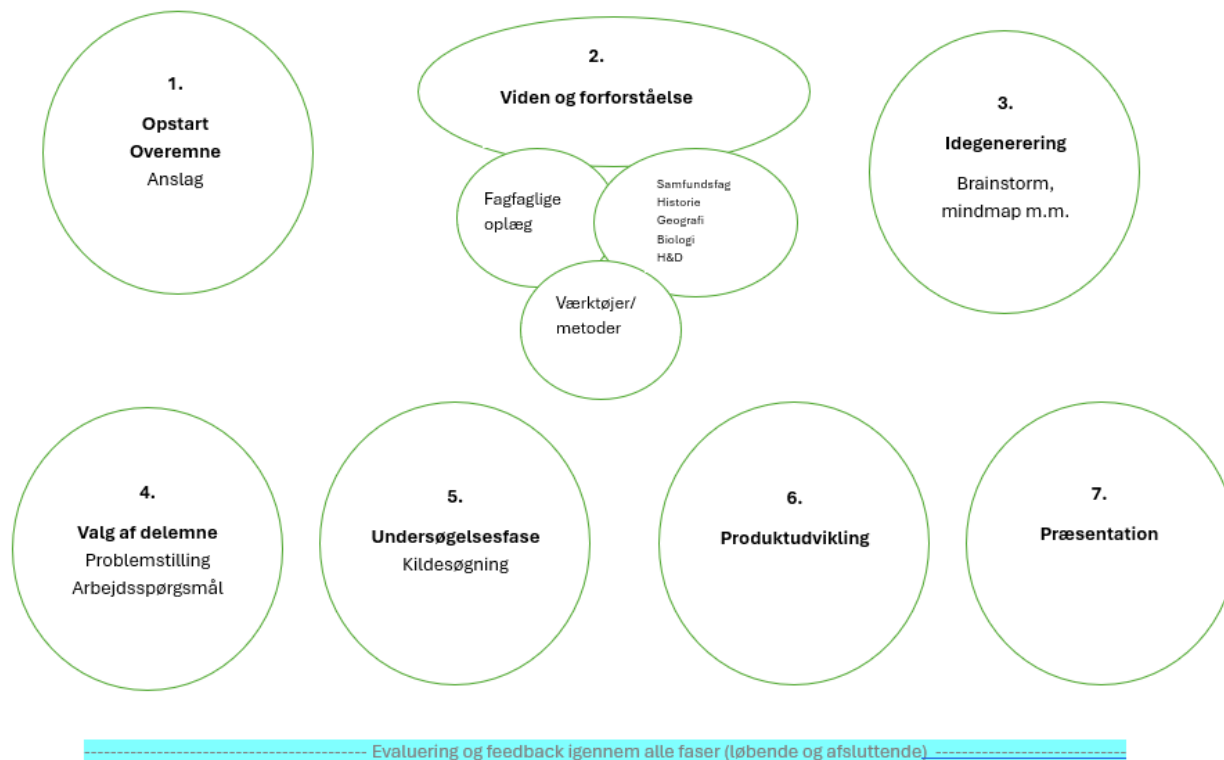 1.
Opstart
Overemne
Anslag
2.
Viden og forforståelse
Fagfaglige
oplæg
Samfundsfag
Historie
Geografi
Biologi
H&D
Værktøjer/
metoder
3.
Idegenerering
Brainstorm,
mindmap m.m.
4.
Valg af delemne
Problemstilling
Arbejdsspørgsmål
5.
Undersøgelsesfase
Kildesøgning
6.
Produktudvikling
7.
Præsentation
----------------------------------------- Evaluering og feedback igennem alle faser (løbende og afsluttende) ----------------------------